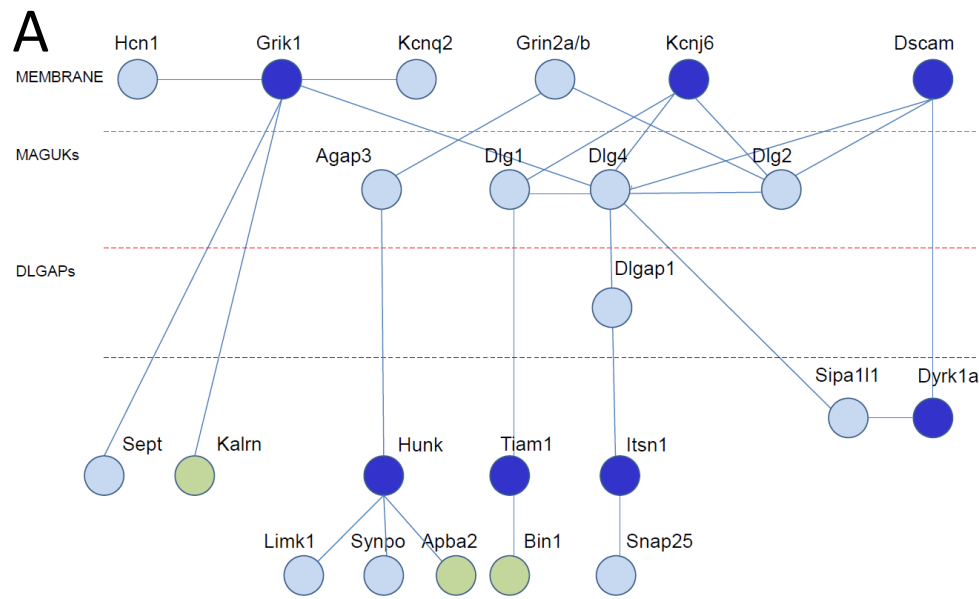 A
Hcn1 Grik1 Kcnq2 Grin2a/b Kcnj6 Dscam
MEMBRANE
MAGUKs Agap3 Dlg1 Dlg4 Dlg2
DLGAPs Dlgap1
Sipa1l1 Dyrk1a
Sept Kalrn Hunk Tiam1 Itsn1
Limk1 Synpo Apba2 Bin1 Snap25